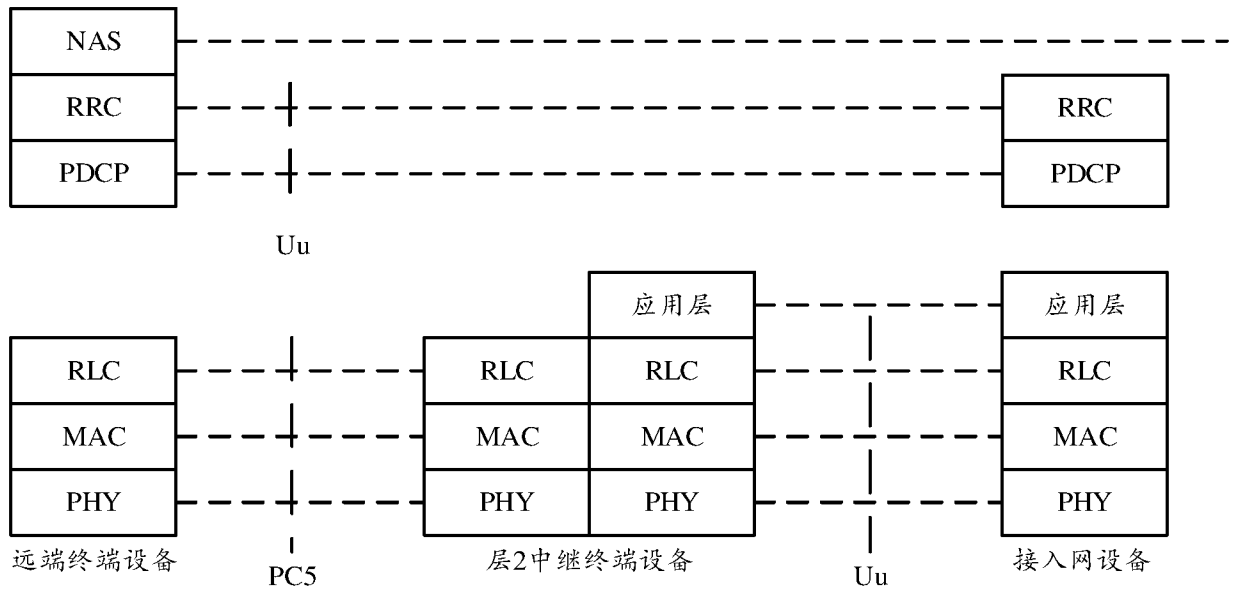 NAS
RRC RRC
PDCP PDCP
Uu
应用层 应用层
RLC RLC RLC RLC
MAC MAC MAC MAC
PHY PHY PHY PHY
远端终端设备 PC5 层2中继终端设备 Uu 接入网设备